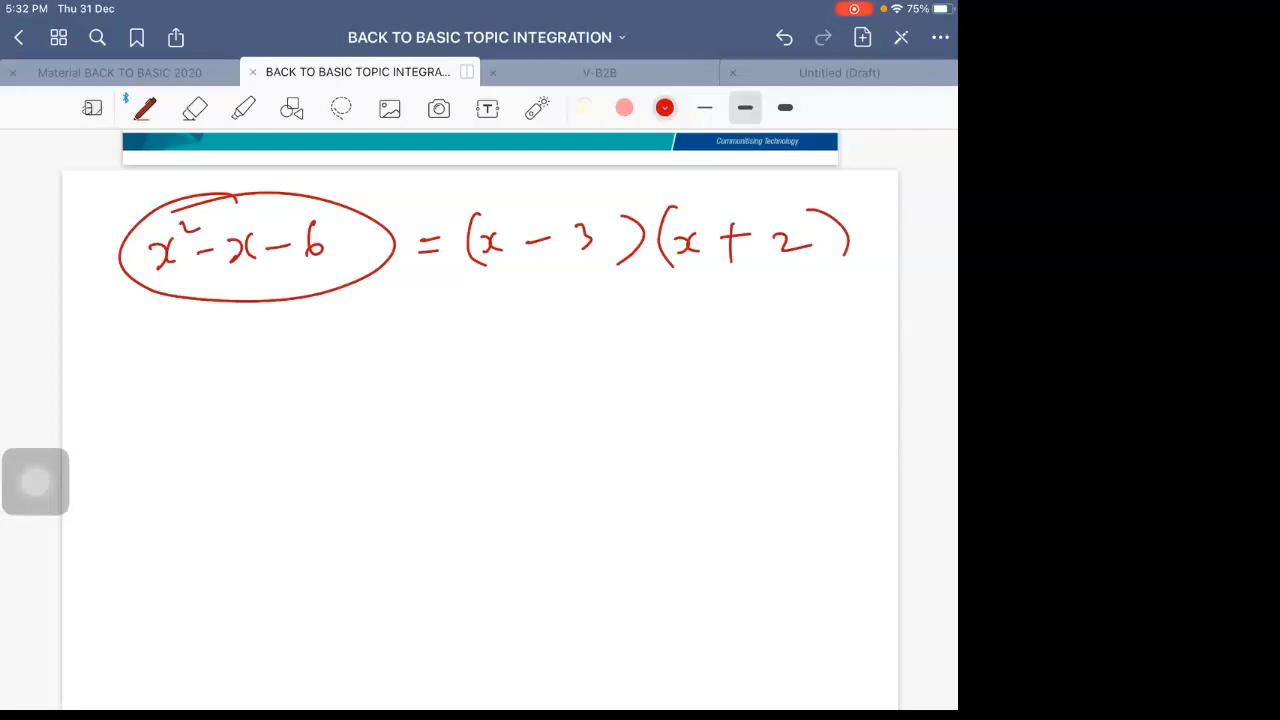 5:32 PM Thu 31 Dec 75%
BACK TO BASIC TOPIC INTEGRATION
Material BACK TO BASIC 2020 BACK TO BASIC TOPIC INTEGRA... V-B2B Untitled (Draft)
T
Communitising Technology
x² - x - 6 = (x - 3)(x + 2)